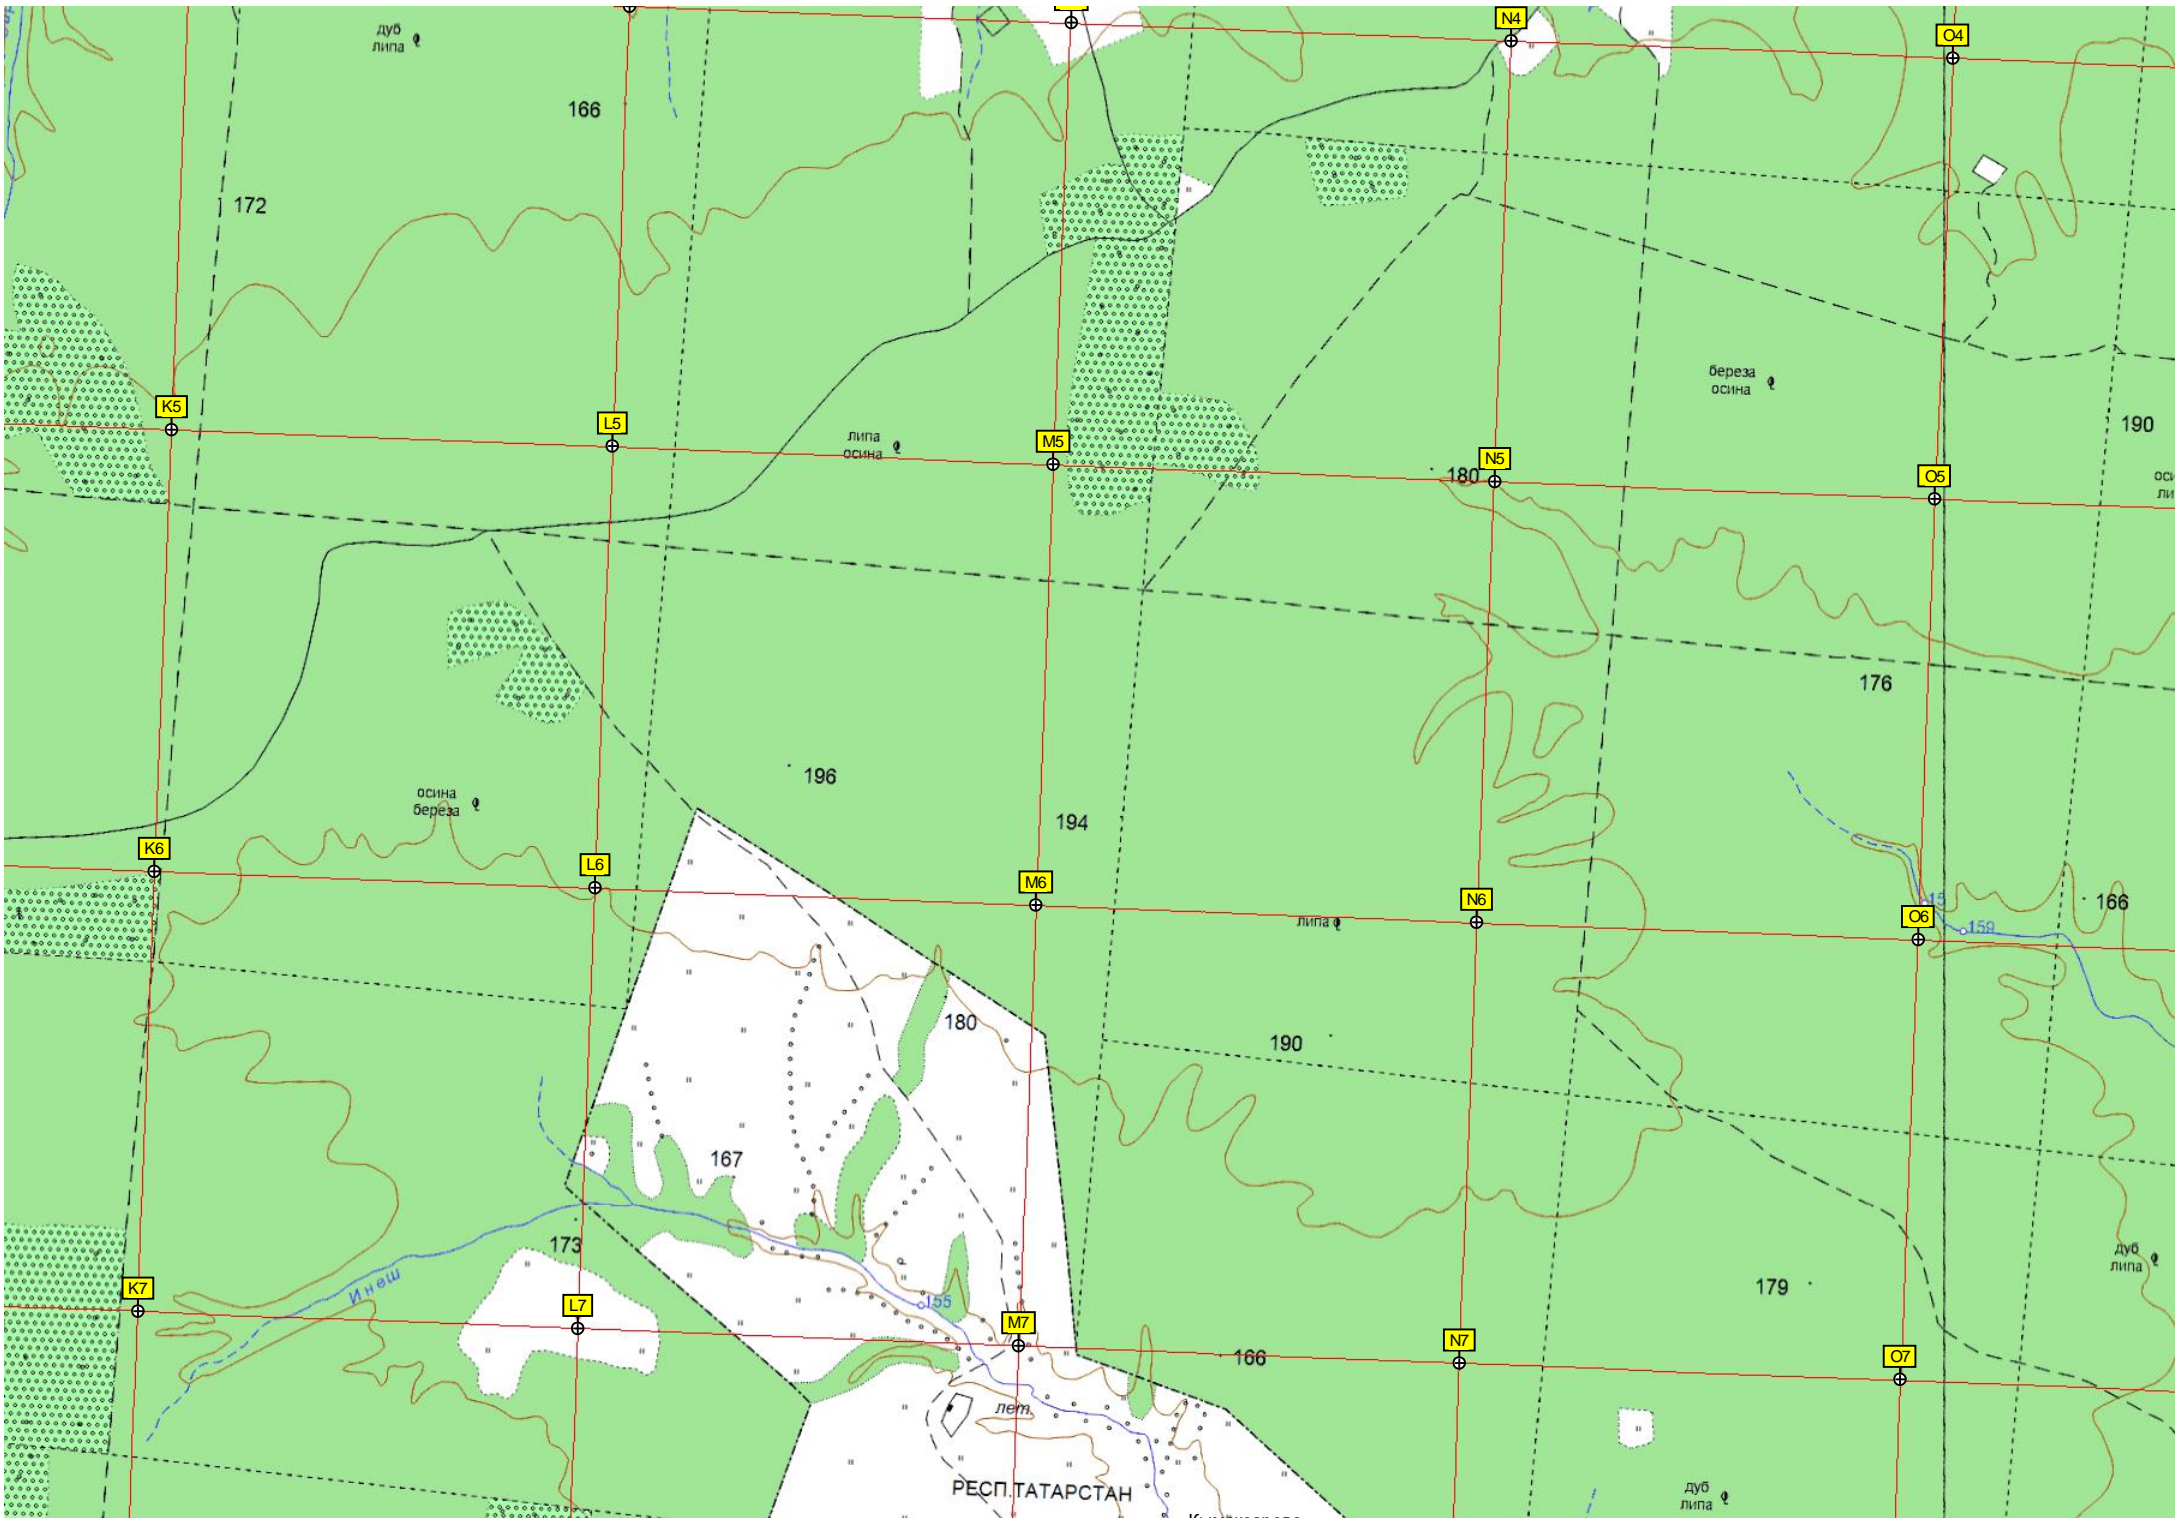 N4
O4
дуб
липа
166
172
K5
L5
липа
осина
M5
180
N5
береза
осина
190
O5
176
196
осина
береза
194
K6
L6
M6
липа
N6
O6
159
166
180
190
167
173
Инеш
K7
L7
155
M7
166
N7
179
O7
дуб
липа
лет.
РЕСП.ТАТАРСТАН
дуб
липа